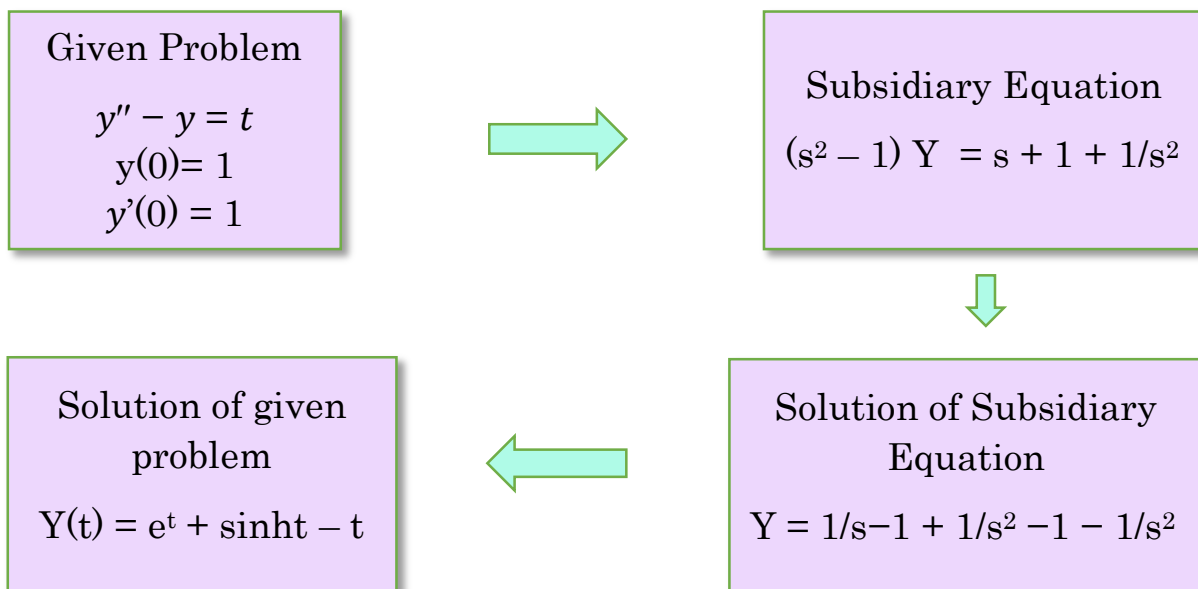 Given Problem
y″ − y = t
y(0)= 1
y’(0) = 1
Subsidiary Equation
(s² – 1) Y = s + 1 + 1/s²
Solution of Subsidiary
Equation
Y = 1/s−1 + 1/s² −1 − 1/s²
Solution of given
problem
Y(t) = eᵗ + sinht – t